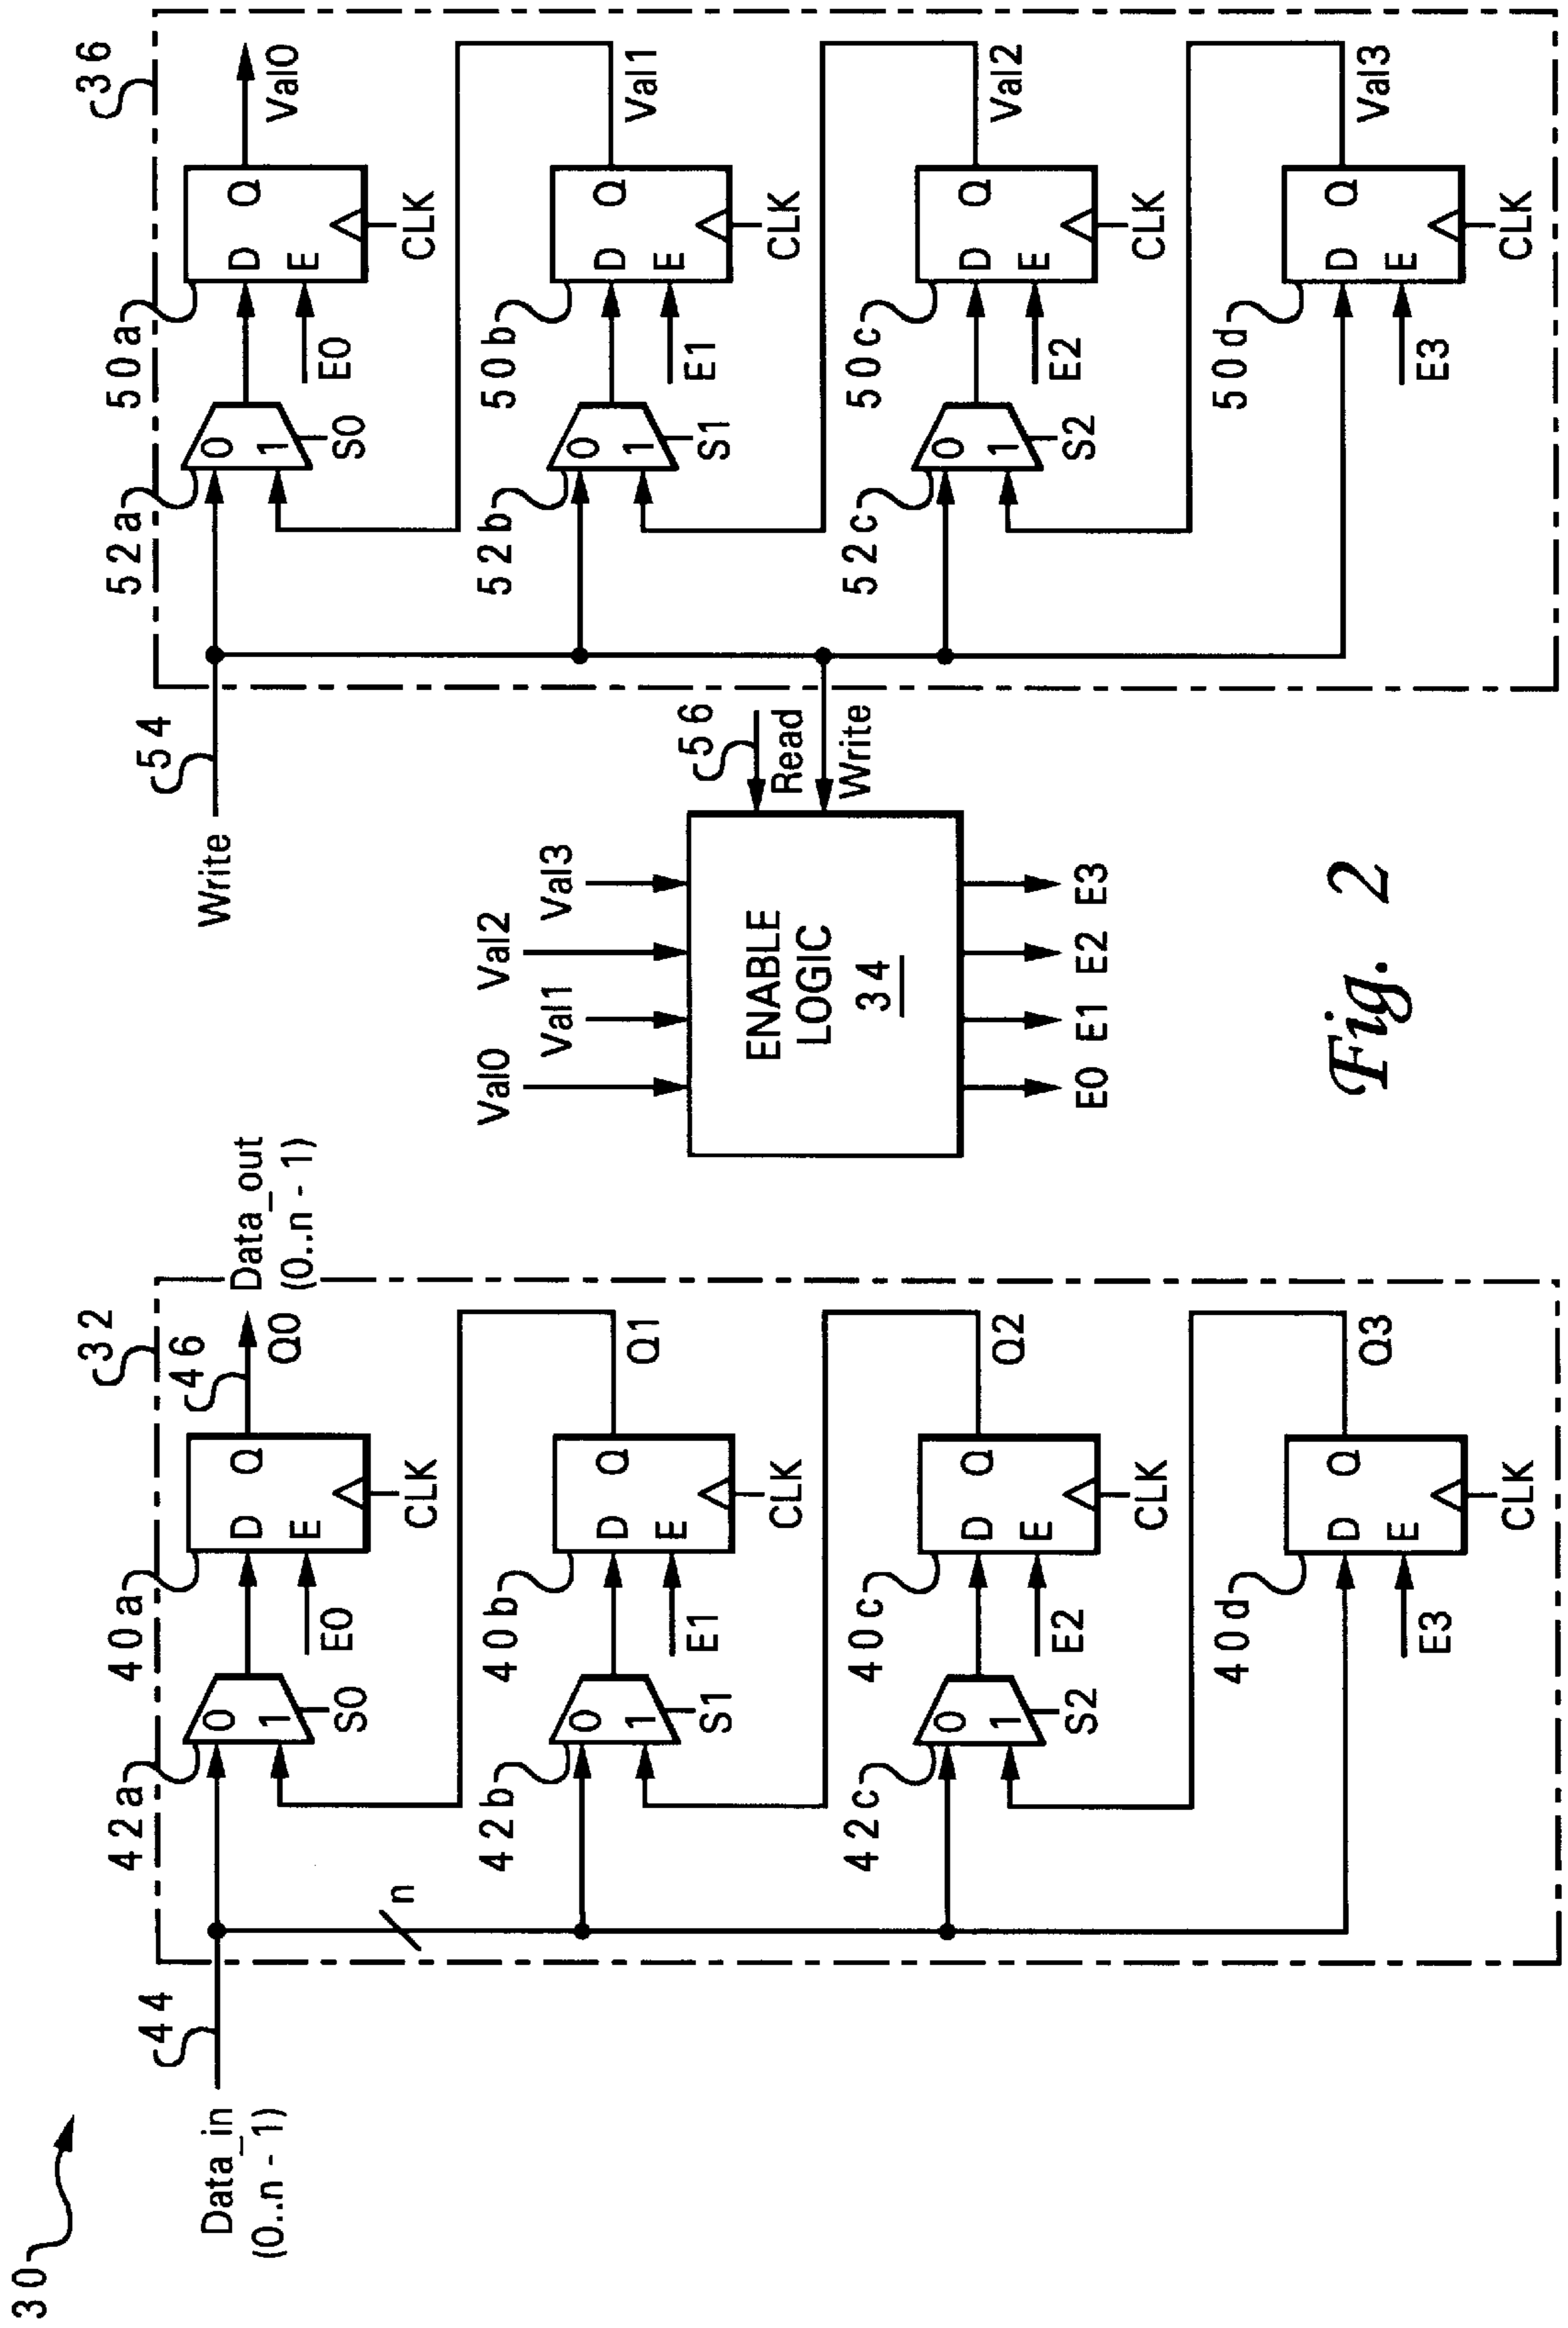 30
Data_in
(0..n - 1)
44
n
32
42a
0
1
S0
40a
D
Q
E
E0
CLK
46
Q0
Data_out
(0..n - 1)
42b
0
1
S1
40b
D
Q
E
E1
CLK
Q1
42c
0
1
S2
40c
D
Q
E
E2
CLK
Q2
40d
D
Q
E
E3
CLK
Q3
Val0
Val1
Val2
Val3
ENABLE
LOGIC
34
E0
E1
E2
E3
56
Read
Write
Write
54
36
52a
0
1
S0
50a
D
Q
E
E0
CLK
Val0
52b
0
1
S1
50b
D
Q
E
E1
CLK
Val1
52c
0
1
S2
50c
D
Q
E
E2
CLK
Val2
50d
D
Q
E
E3
CLK
Val3
Fig. 2